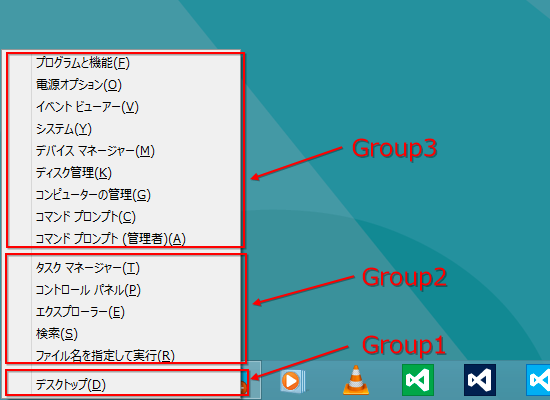 プログラムと機能(F)
電源オプション(O)
イベント ビューアー(V)
システム(Y)
デバイス マネージャー(M)
ディスク管理(K)
コンピューターの管理(G)
コマンド プロンプト(C)
コマンド プロンプト (管理者)(A)
Group3
タスク マネージャー(T)
コントロール パネル(P)
エクスプローラー(E)
検索(S)
ファイル名を指定して実行(R)
Group2
デスクトップ(D)
Group1